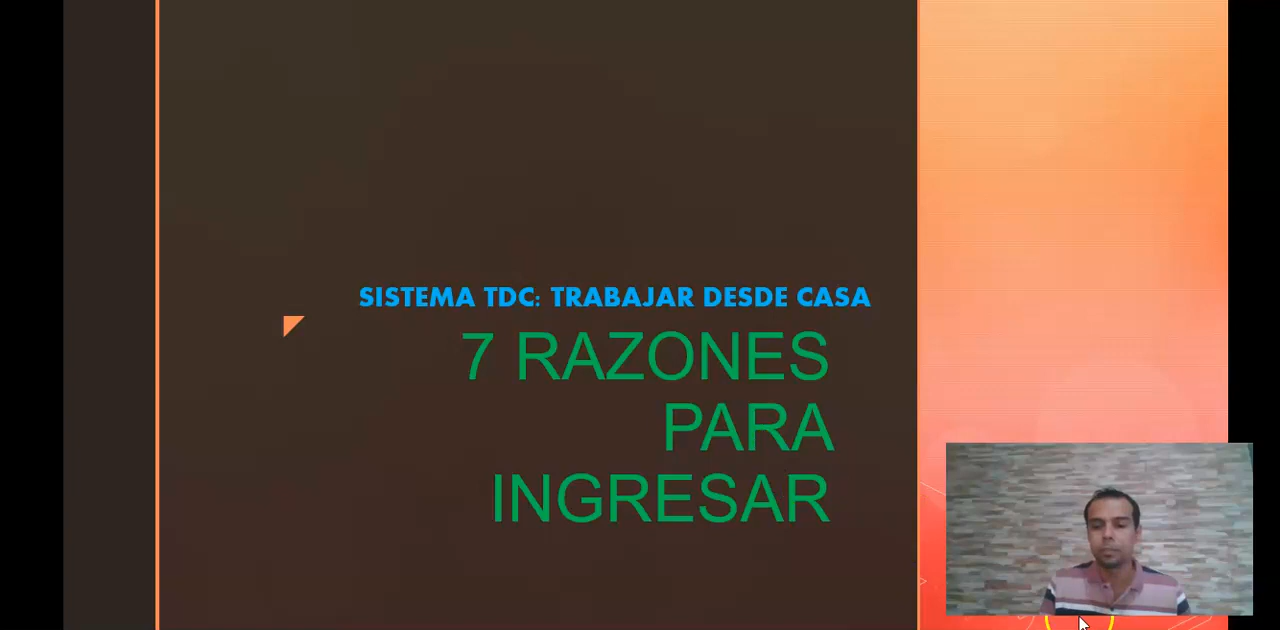 SISTEMA TDC: TRABAJAR DESDE CASA
7 RAZONES
PARA
INGRESAR